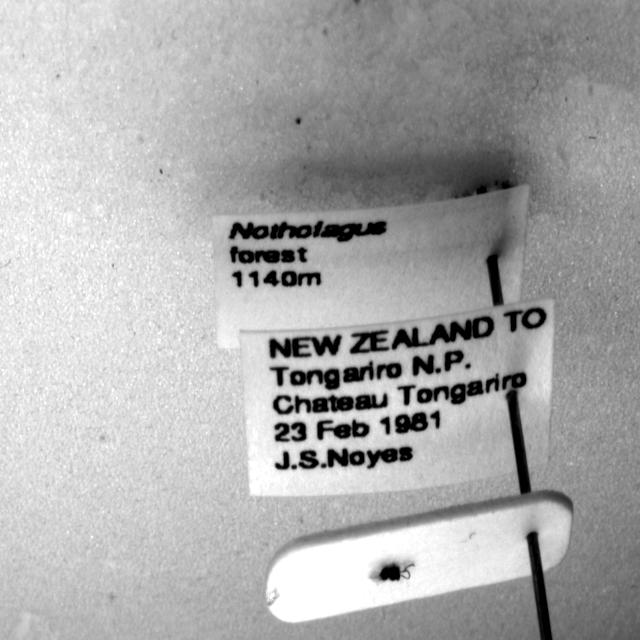 Nothofagus
forest
1140m
NEW ZEALAND TO
Tongariro N.P.
Chateau Tongariro
23 Feb 1981
J.S.Noyes